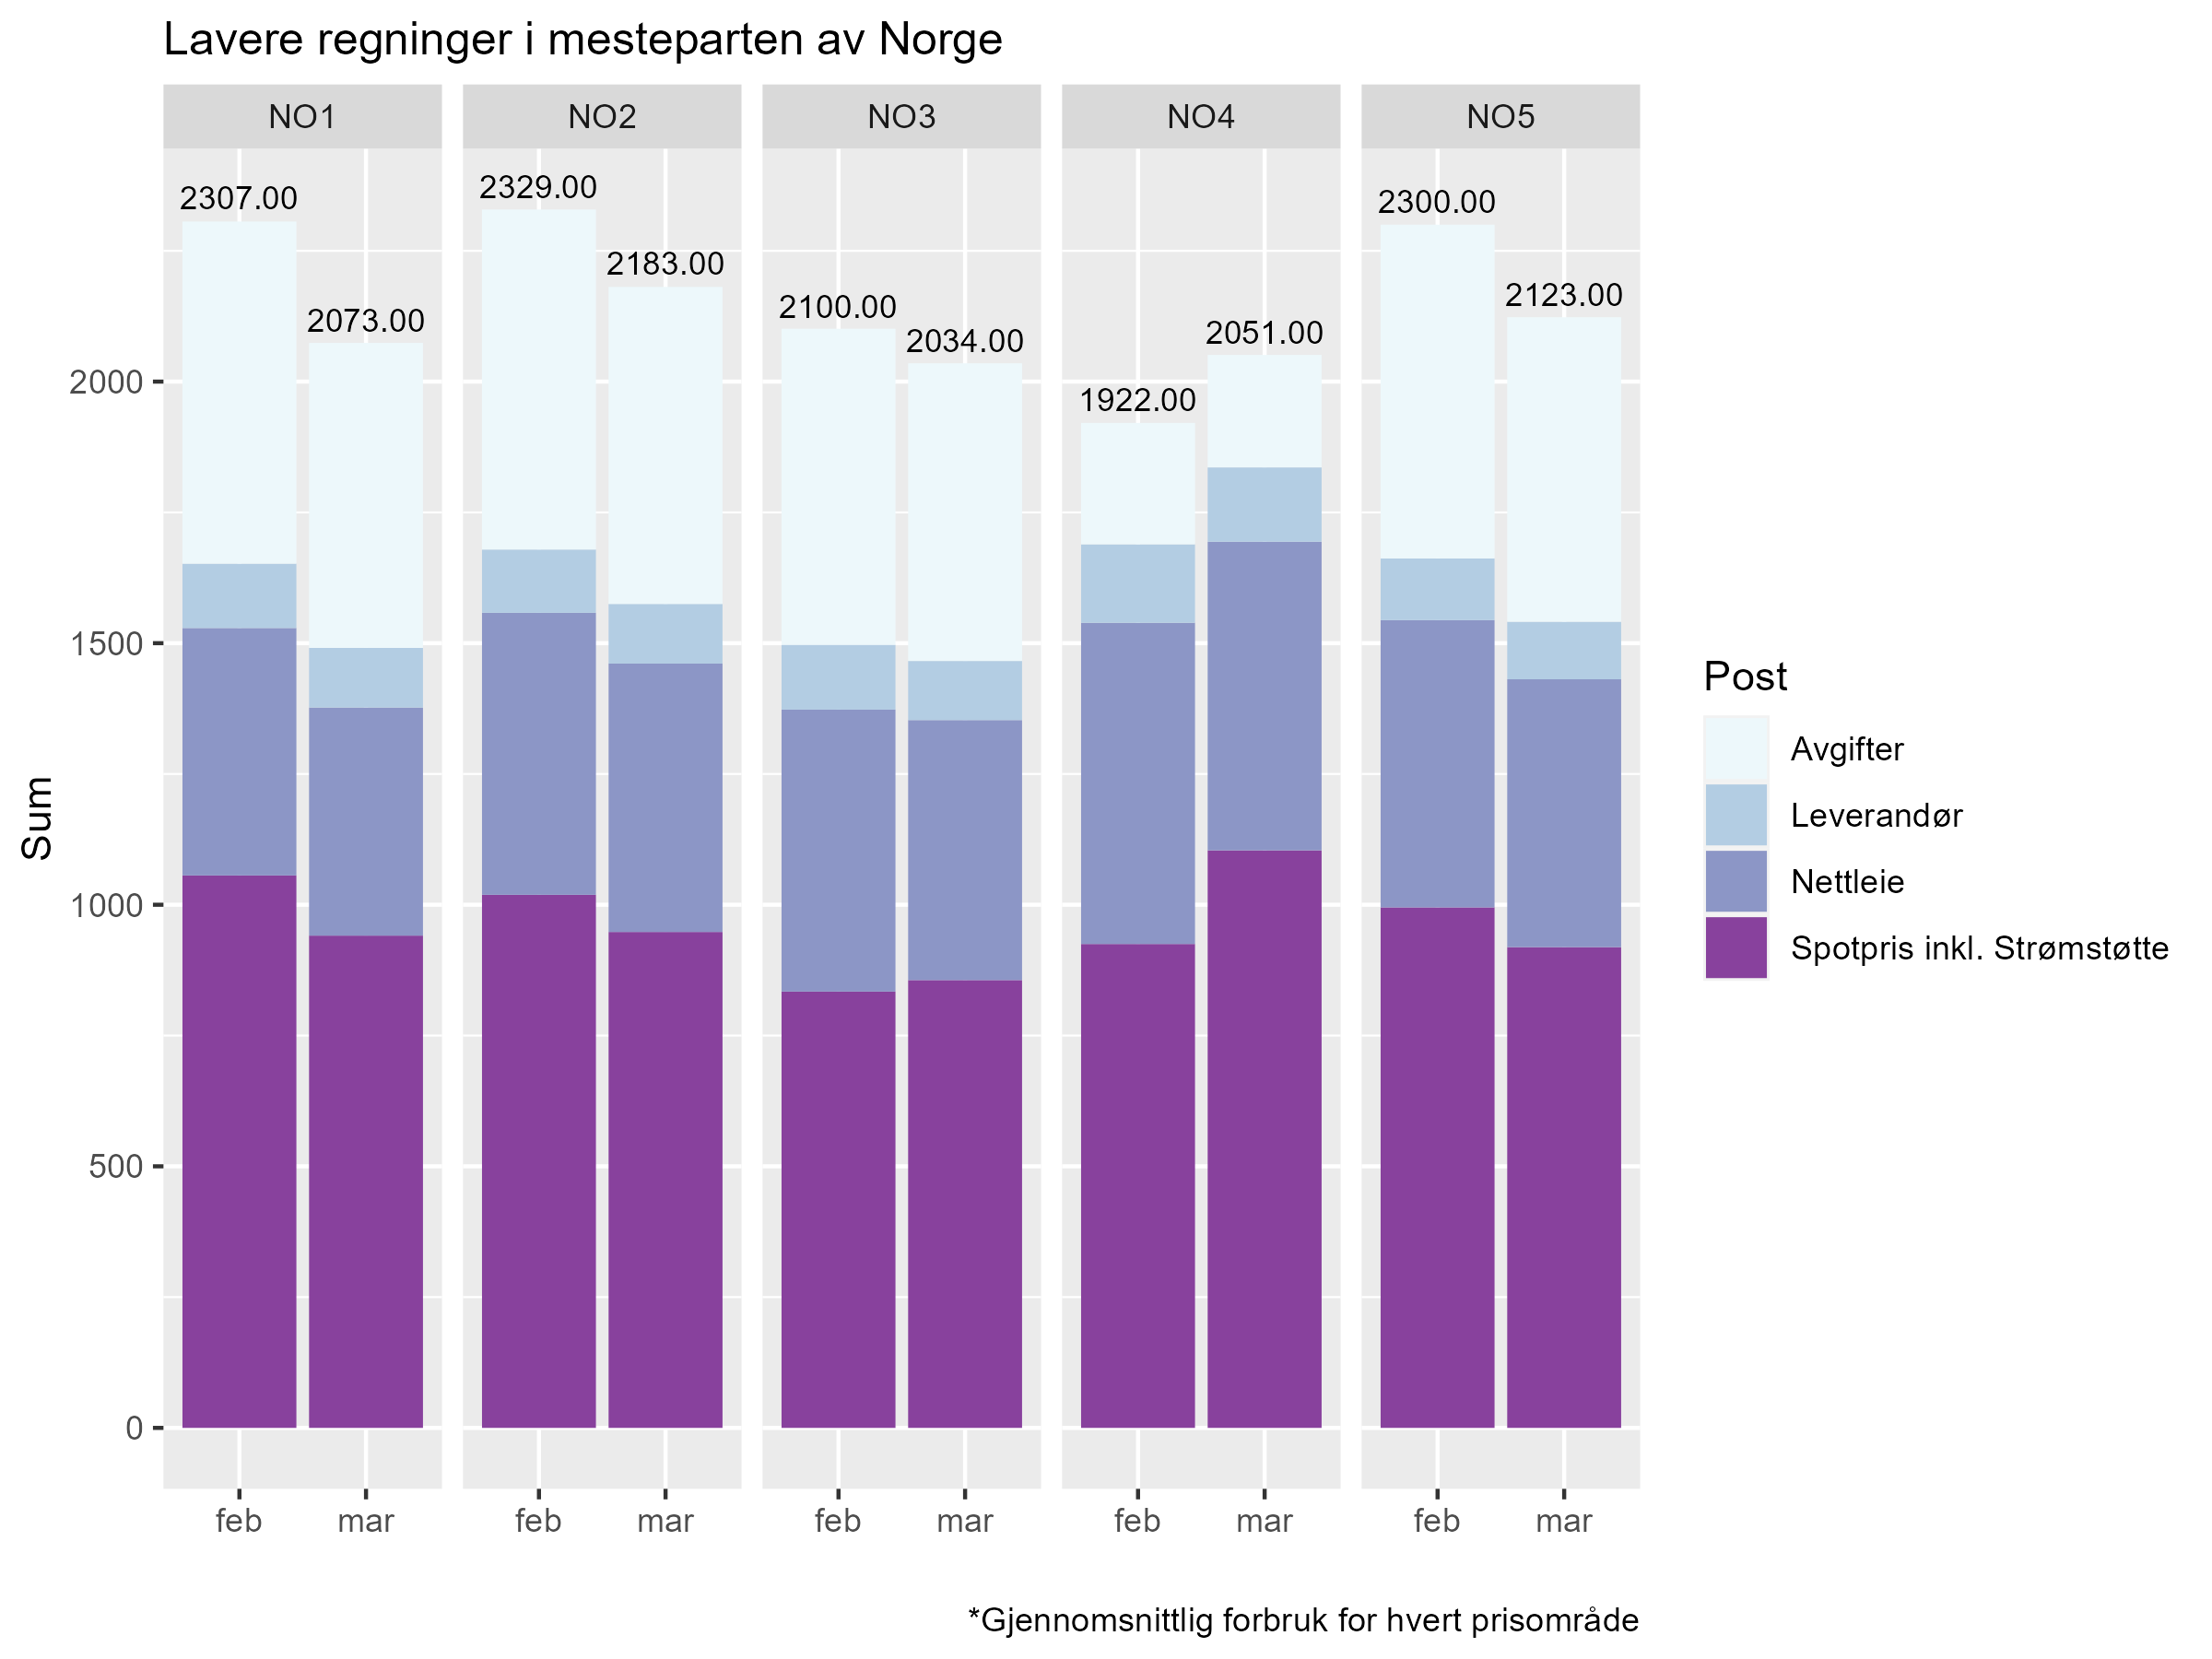 Lavere regninger i mesteparten av Norge
NO1 NO2 NO3 NO4 NO5
2307.00 2073.00 2329.00 2183.00 2100.00 2034.00 1922.00 2051.00 2300.00 2123.00
Sum
2000
1500
1000
500
0
feb mar feb mar feb mar feb mar feb mar
Post
Avgifter
Leverandør
Nettleie
Spotpris inkl. Strømstøtte
*Gjennomsnittlig forbruk for hvert prisområde